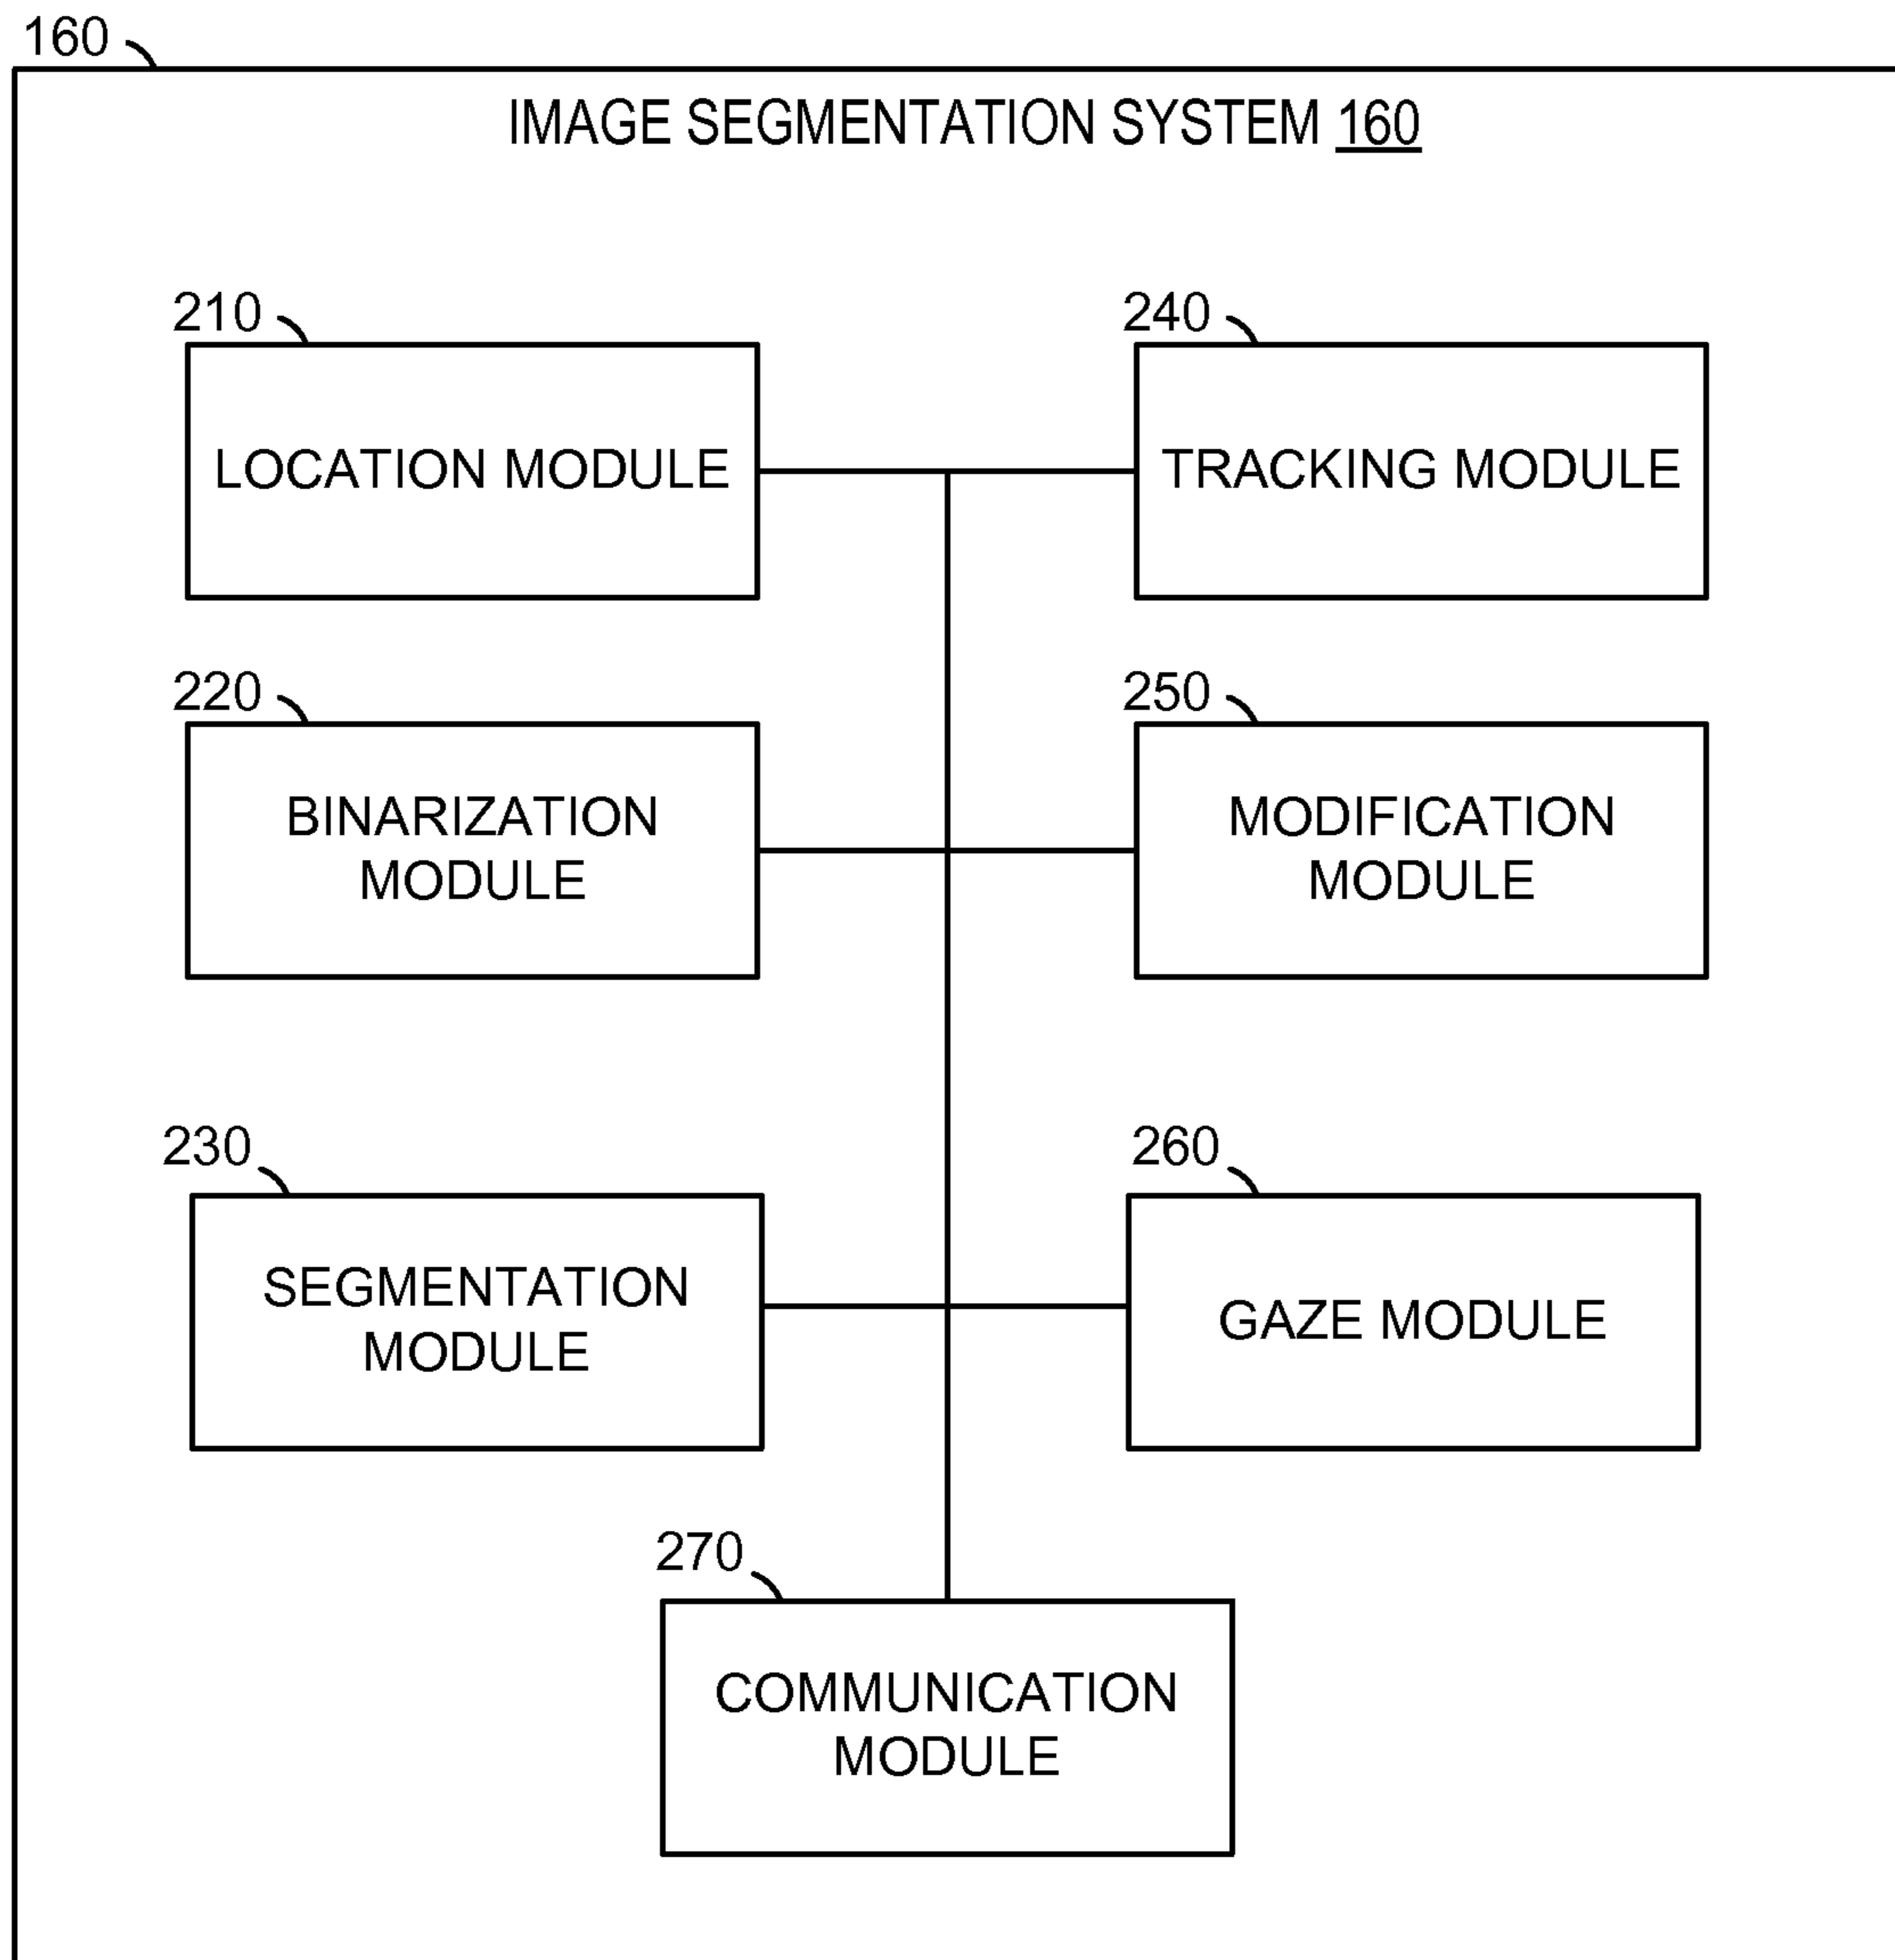 160
IMAGE SEGMENTATION SYSTEM 160
210
LOCATION MODULE
240
TRACKING MODULE
220
BINARIZATION
MODULE
250
MODIFICATION
MODULE
230
SEGMENTATION
MODULE
260
GAZE MODULE
270
COMMUNICATION
MODULE